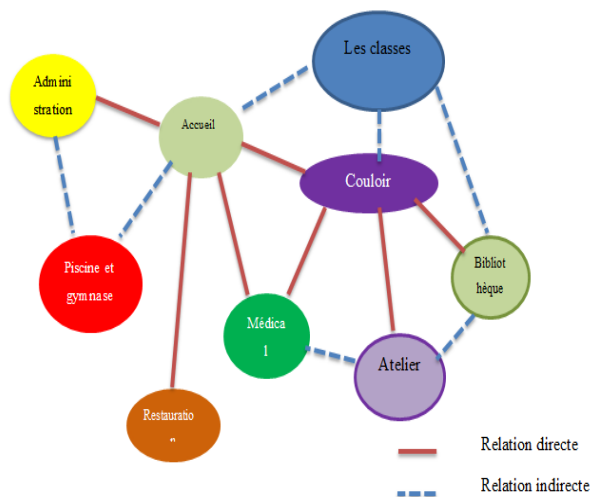 Les classes
Admini
stration
Accueil
Couloir
Piscine et
gymnase
Bibliot
hèque
Médica
l
Atelier
Restauratio
n
Relation directe
Relation indirecte